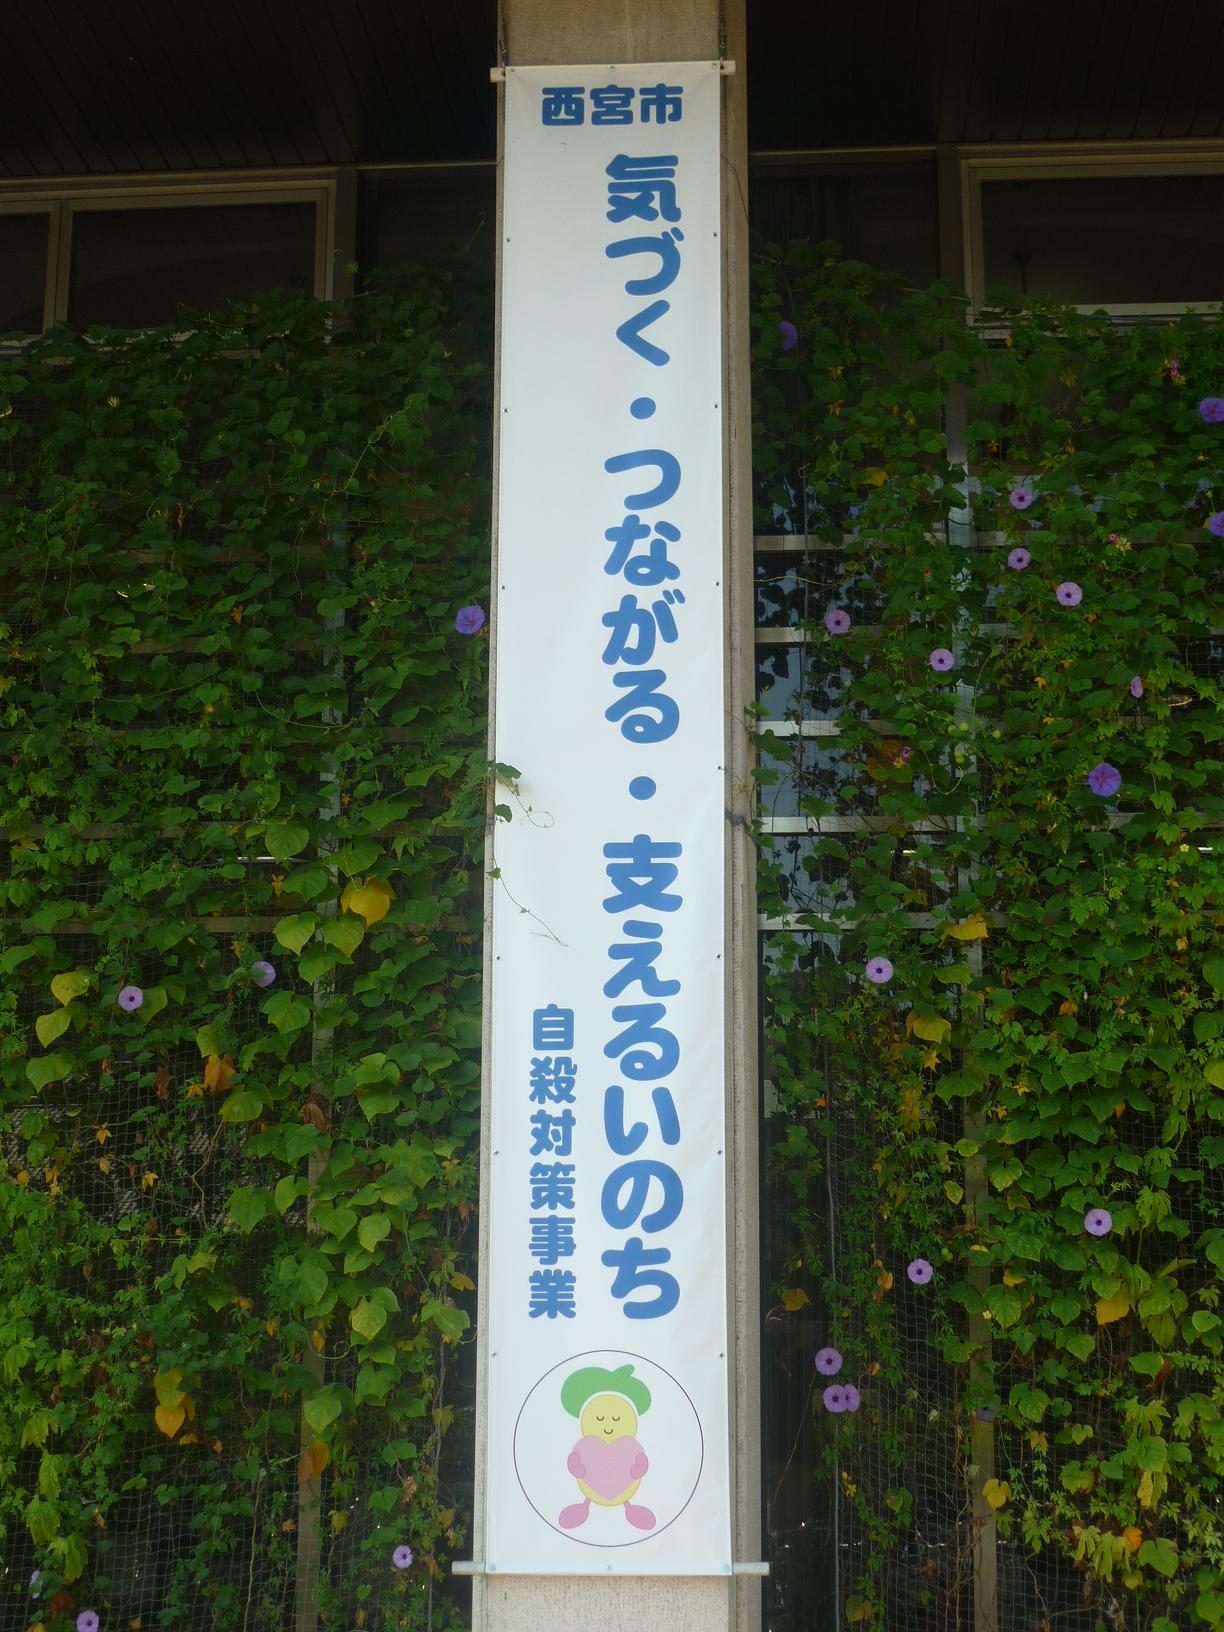 西宮市
気づく・つながる・支えるいのち
自殺対策事業